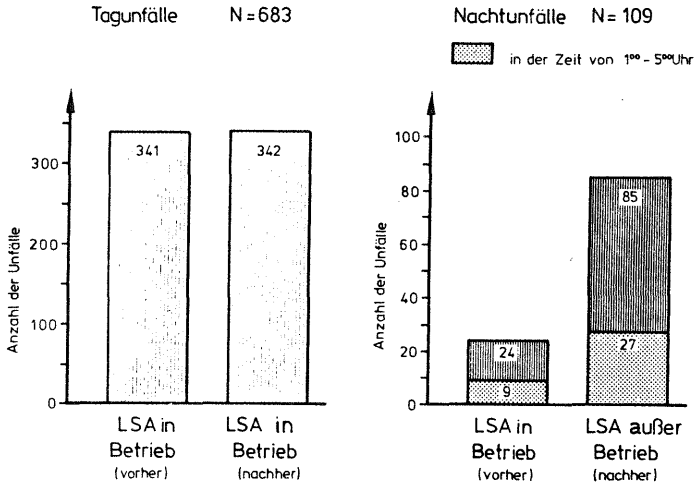 Tagunfälle N=683
Anzahl der Unfälle
300
200
100
0
341
342
LSA in
Betrieb
(vorher)
LSA in
Betrieb
(nachher)
Nachtunfälle N=109
in der Zeit von 1⁰⁰-5⁰⁰Uhr
Anzahl der Unfälle
100
80
60
40
20
0
24
9
85
27
LSA in
Betrieb
(vorher)
LSA außer
Betrieb
(nachher)